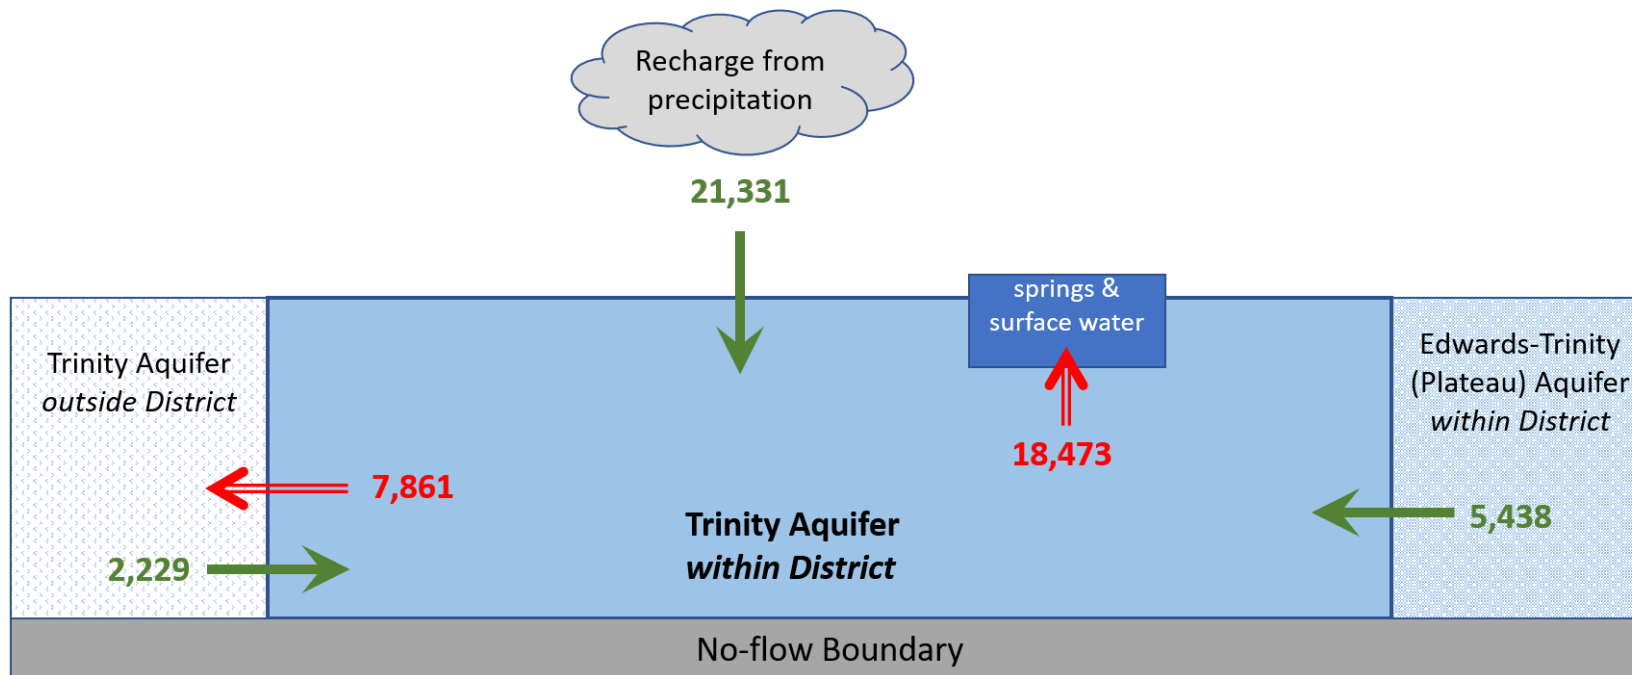 Recharge from
precipitation
21,331
springs &
surface water
Trinity Aquifer
outside District
Edwards-Trinity
(Plateau) Aquifer
within District
18,473
7,861
5,438
Trinity Aquifer
within District
2,229
No-flow Boundary